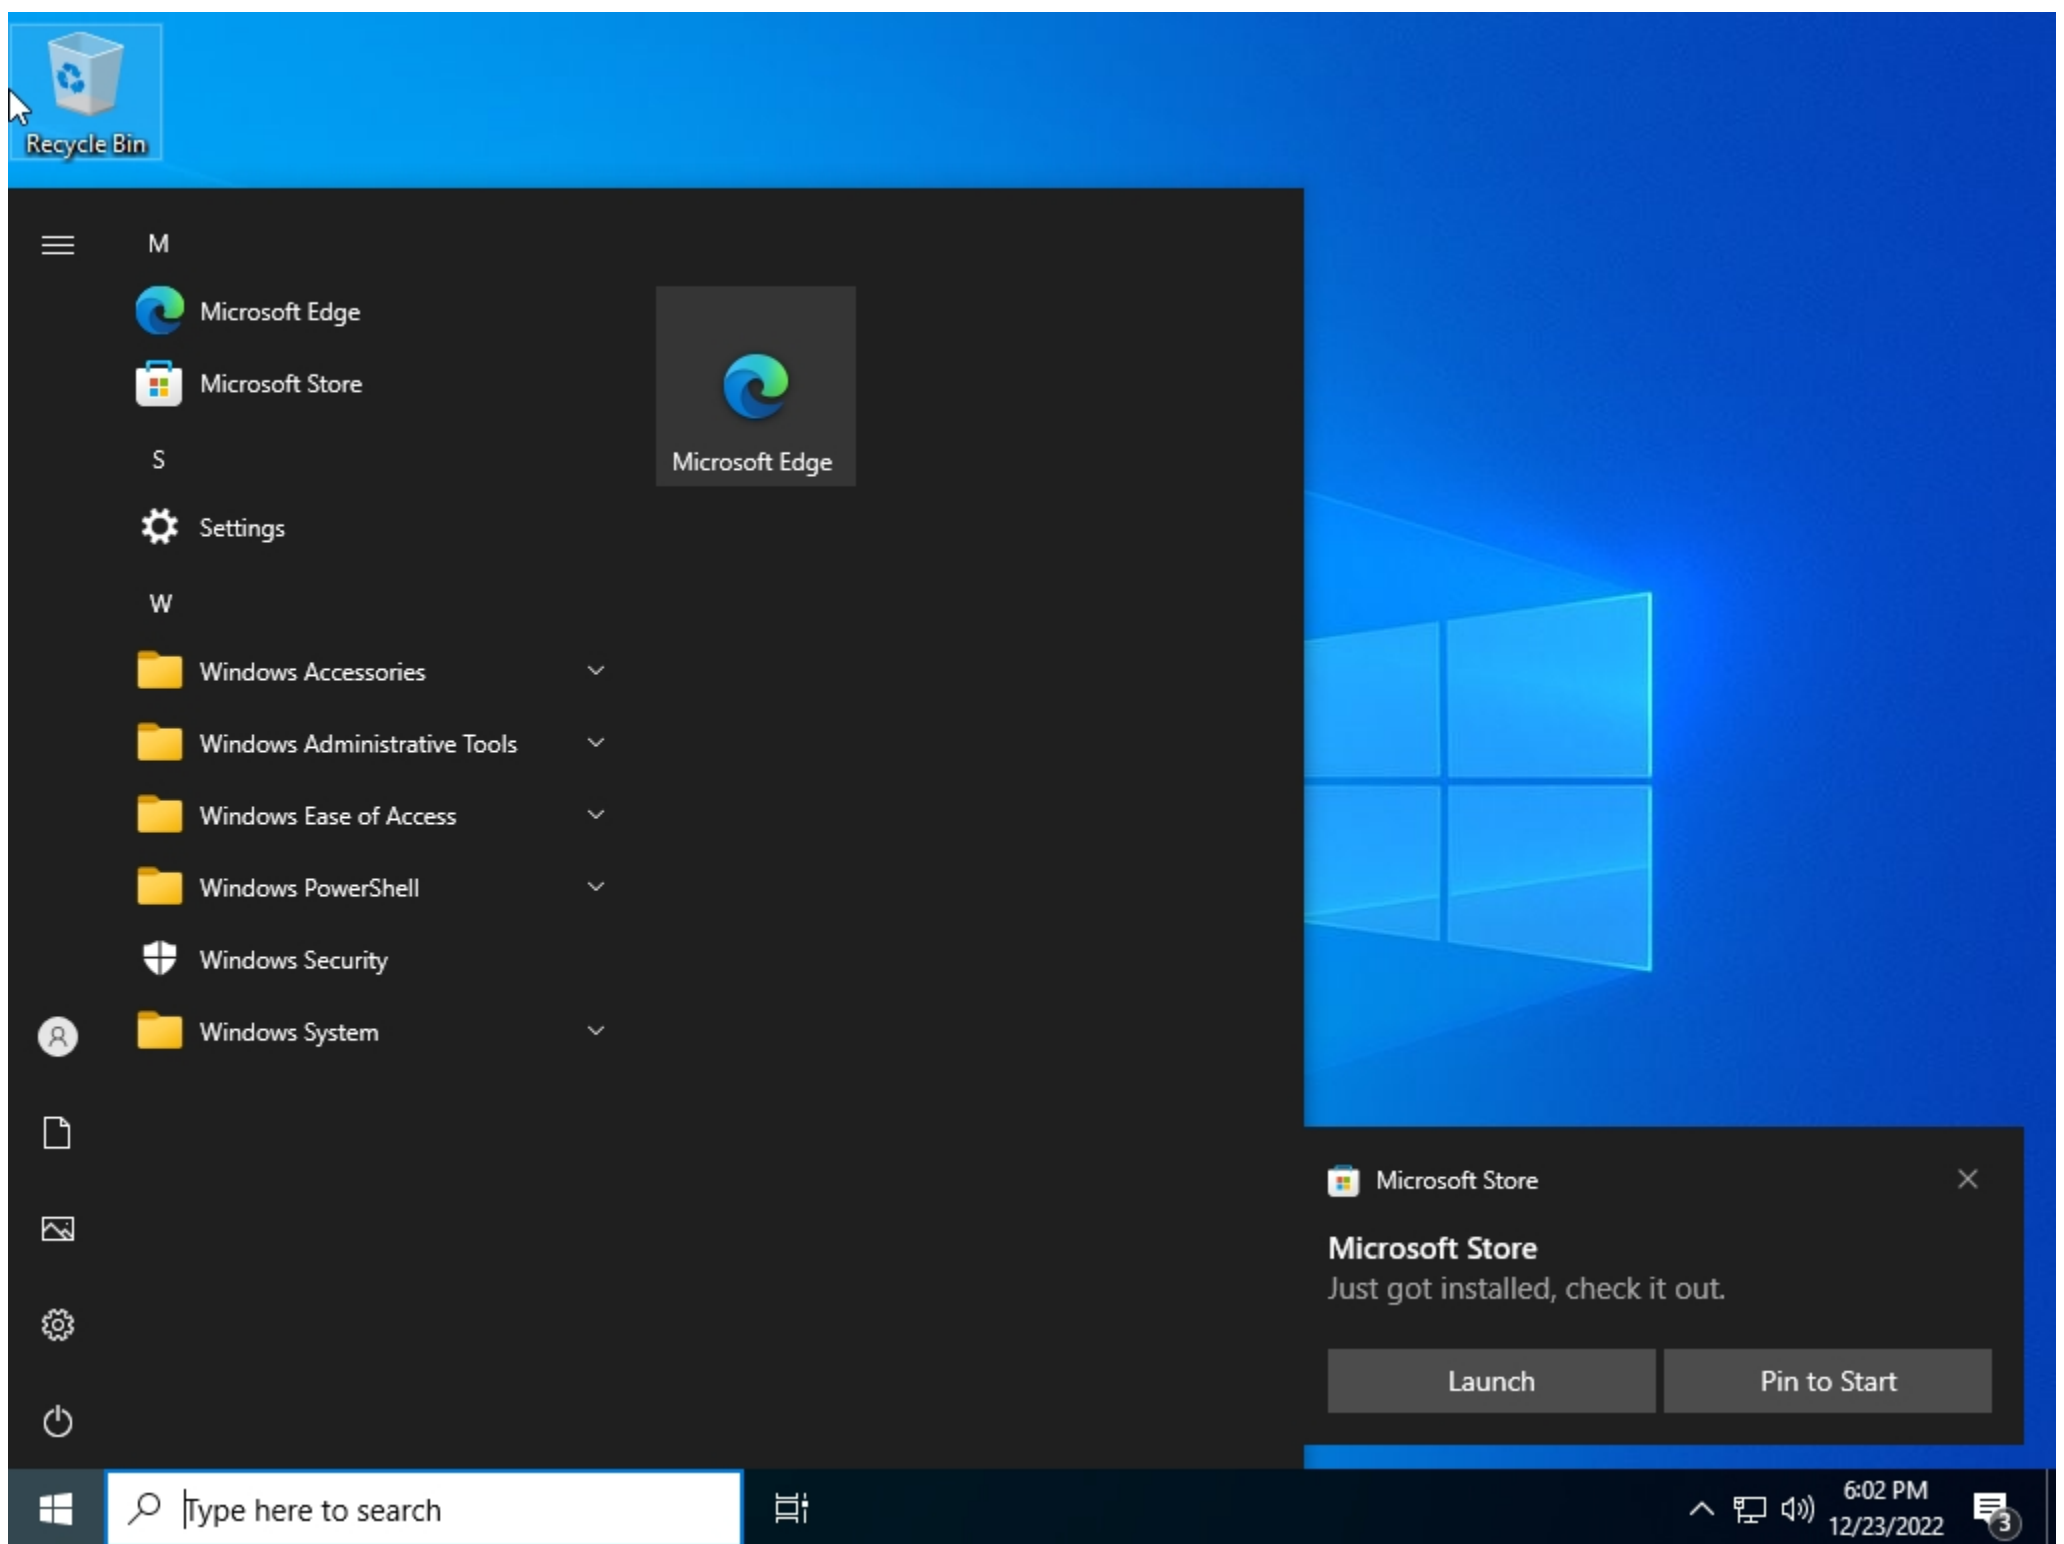 Recycle Bin
M
Microsoft Edge
Microsoft Store
S
Settings
W
Windows Accessories
Windows Administrative Tools
Windows Ease of Access
Windows PowerShell
Windows Security
Windows System
Microsoft Edge
Microsoft Store
Microsoft Store
Just got installed, check it out.
Launch
Pin to Start
Type here to search
6:02 PM
12/23/2022
3